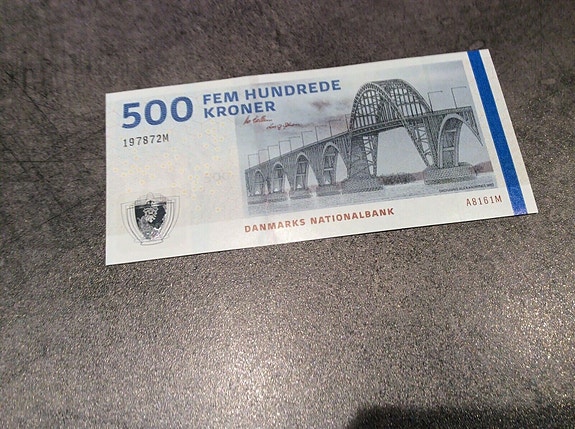 500 FEM HUNDREDE
KRONER
197872M
DANMARKS NATIONALBANK
A8161M